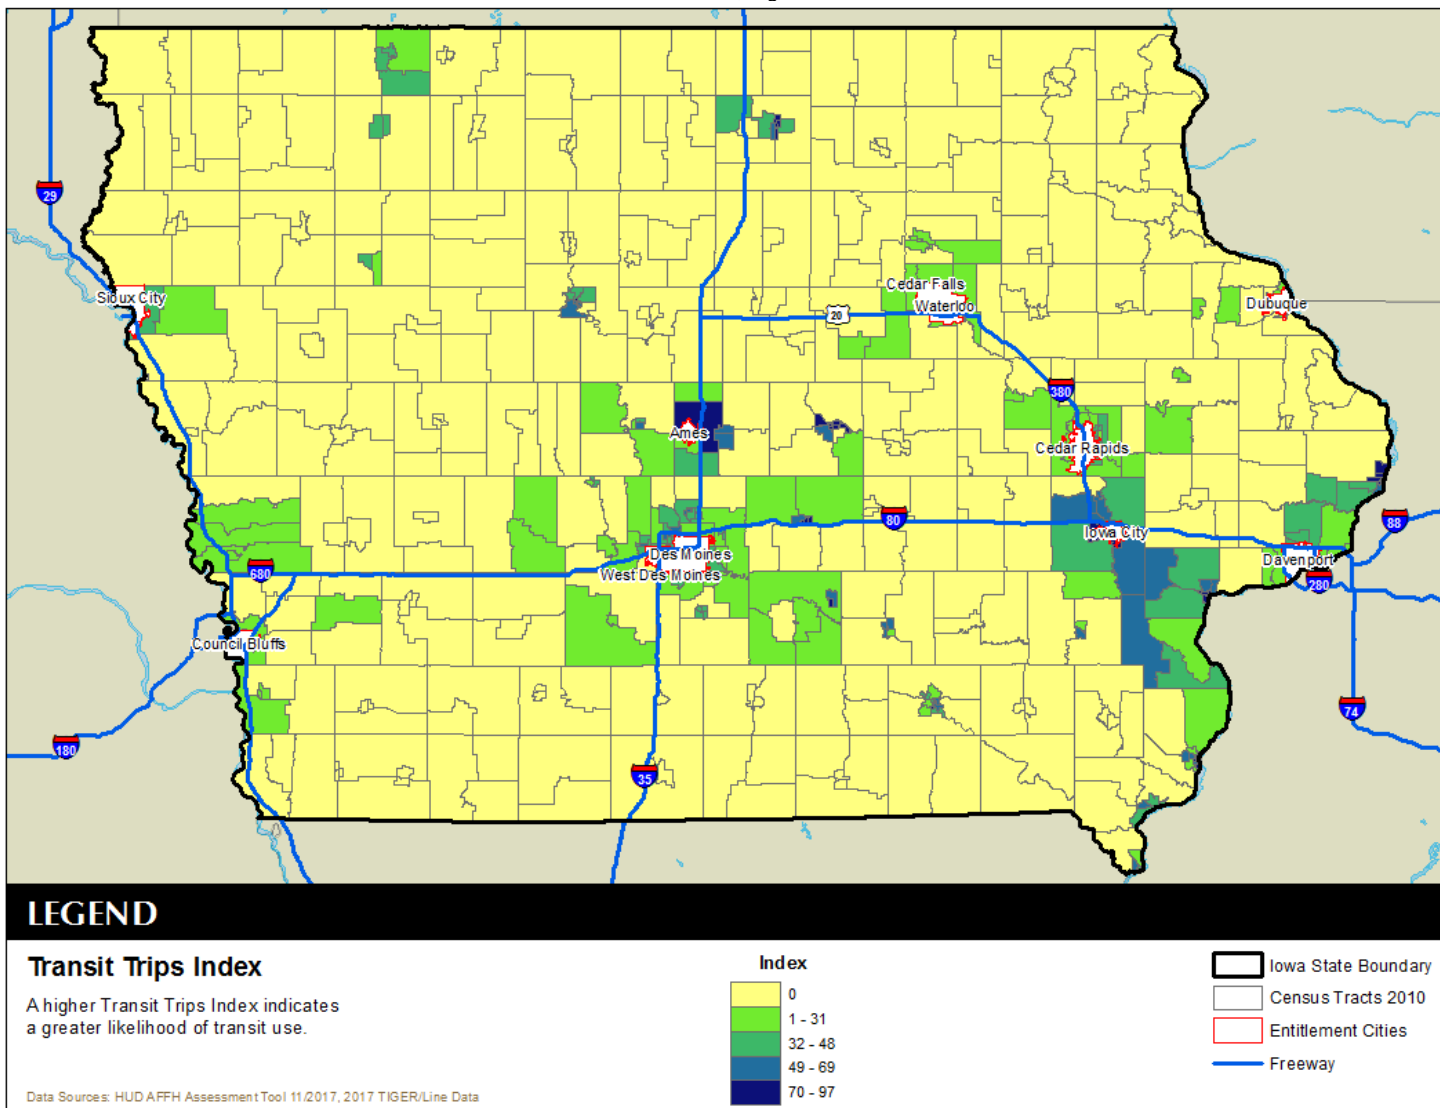 29
Sioux City
Cedar Falls
Waterloo
20
Dubuque
380
Ames
Cedar Rapids
80
88
Iowa City
Des Moines
West Des Moines
Davenport
680
280
Council Bluffs
74
180
35
LEGEND
Transit Trips Index
A higher Transit Trips Index indicates
a greater likelihood of transit use.
Data Sources: HUD AFFH Assessment Tool 11/2017, 2017 TIGER/Line Data
Index
0
1 - 31
32 - 48
49 - 69
70 - 97
Iowa State Boundary
Census Tracts 2010
Entitlement Cities
Freeway